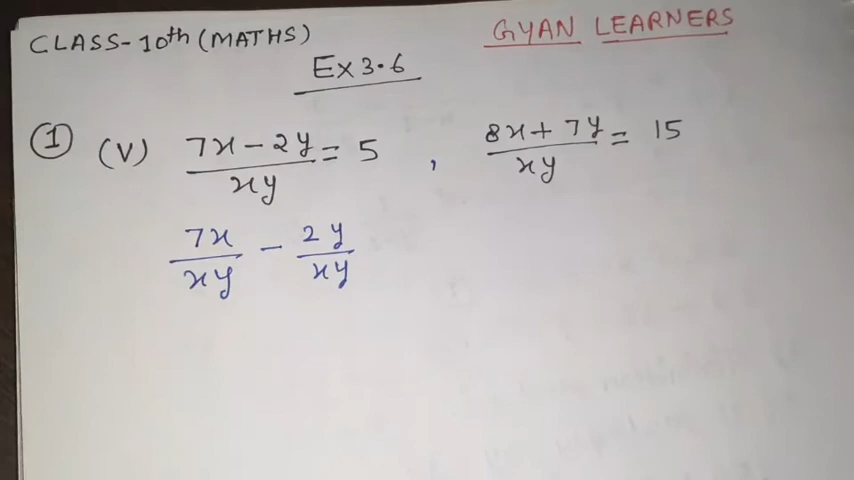 CLASS-10th (MATHS) GYAN LEARNERS
Ex 3.6
① (V) 7x - 2y / xy = 5 , 8x + 7y / xy = 15
7x / xy - 2y / xy